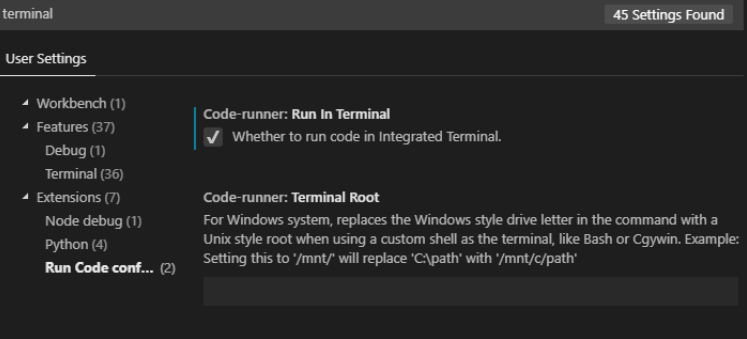 terminal
45 Settings Found
User Settings
Workbench (1)
Features (37)
Debug (1)
Terminal (36)
Extensions (7)
Node debug (1)
Python (4)
Run Code conf... (2)
Code-runner: Run In Terminal
Whether to run code in Integrated Terminal.
Code-runner: Terminal Root
For Windows system, replaces the Windows style drive letter in the command with a
Unix style root when using a custom shell as the terminal, like Bash or Cgywin. Example:
Setting this to '/mnt/' will replace 'C:\path' with '/mnt/c/path'